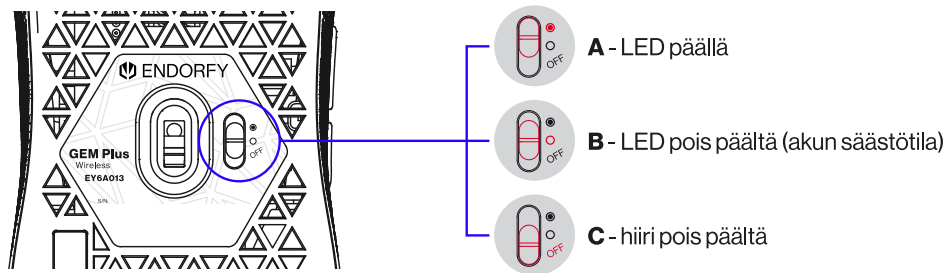 ENDORFY
GEM Plus
Wireless
EY6A013
S/N:
OFF
OFF
A - LED päällä
OFF
B - LED pois päältä (akun säästötila)
OFF
C - hiiri pois päältä